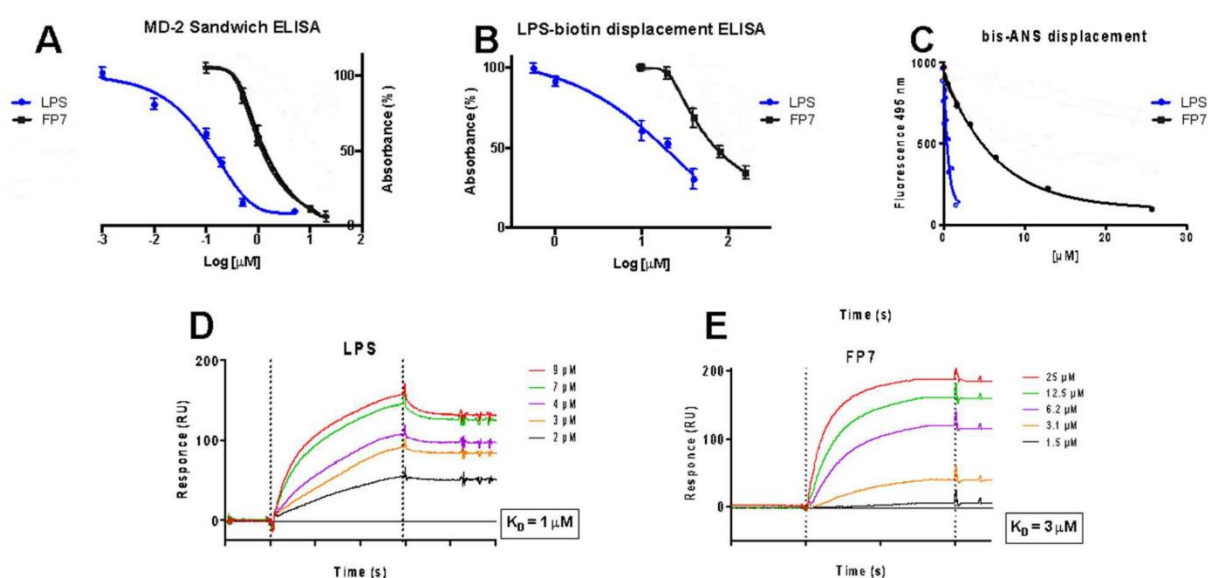 A
MD-2 Sandwich ELISA
LPS
FP7
100
50
0
Absorbance (%)
-3 -2 -1 0 1 2
Log [µM]
B
LPS-biotin displacement ELISA
LPS
FP7
100
50
0
Absorbance (%)
0 1 2
Log [µM]
C
bis-ANS displacement
LPS
FP7
1000
500
0
Fluorescence 495 nm
0 10 20 30
[µM]
D
LPS
200
100
0
Responce (RU)
9 µM
7 µM
4 µM
3 µM
2 µM
KD = 1 µM
Time (s)
E
Time (s)
FP7
200
100
0
Responce (RU)
25 µM
12.5 µM
6.2 µM
3.1 µM
1.5 µM
KD = 3 µM
Time (s)